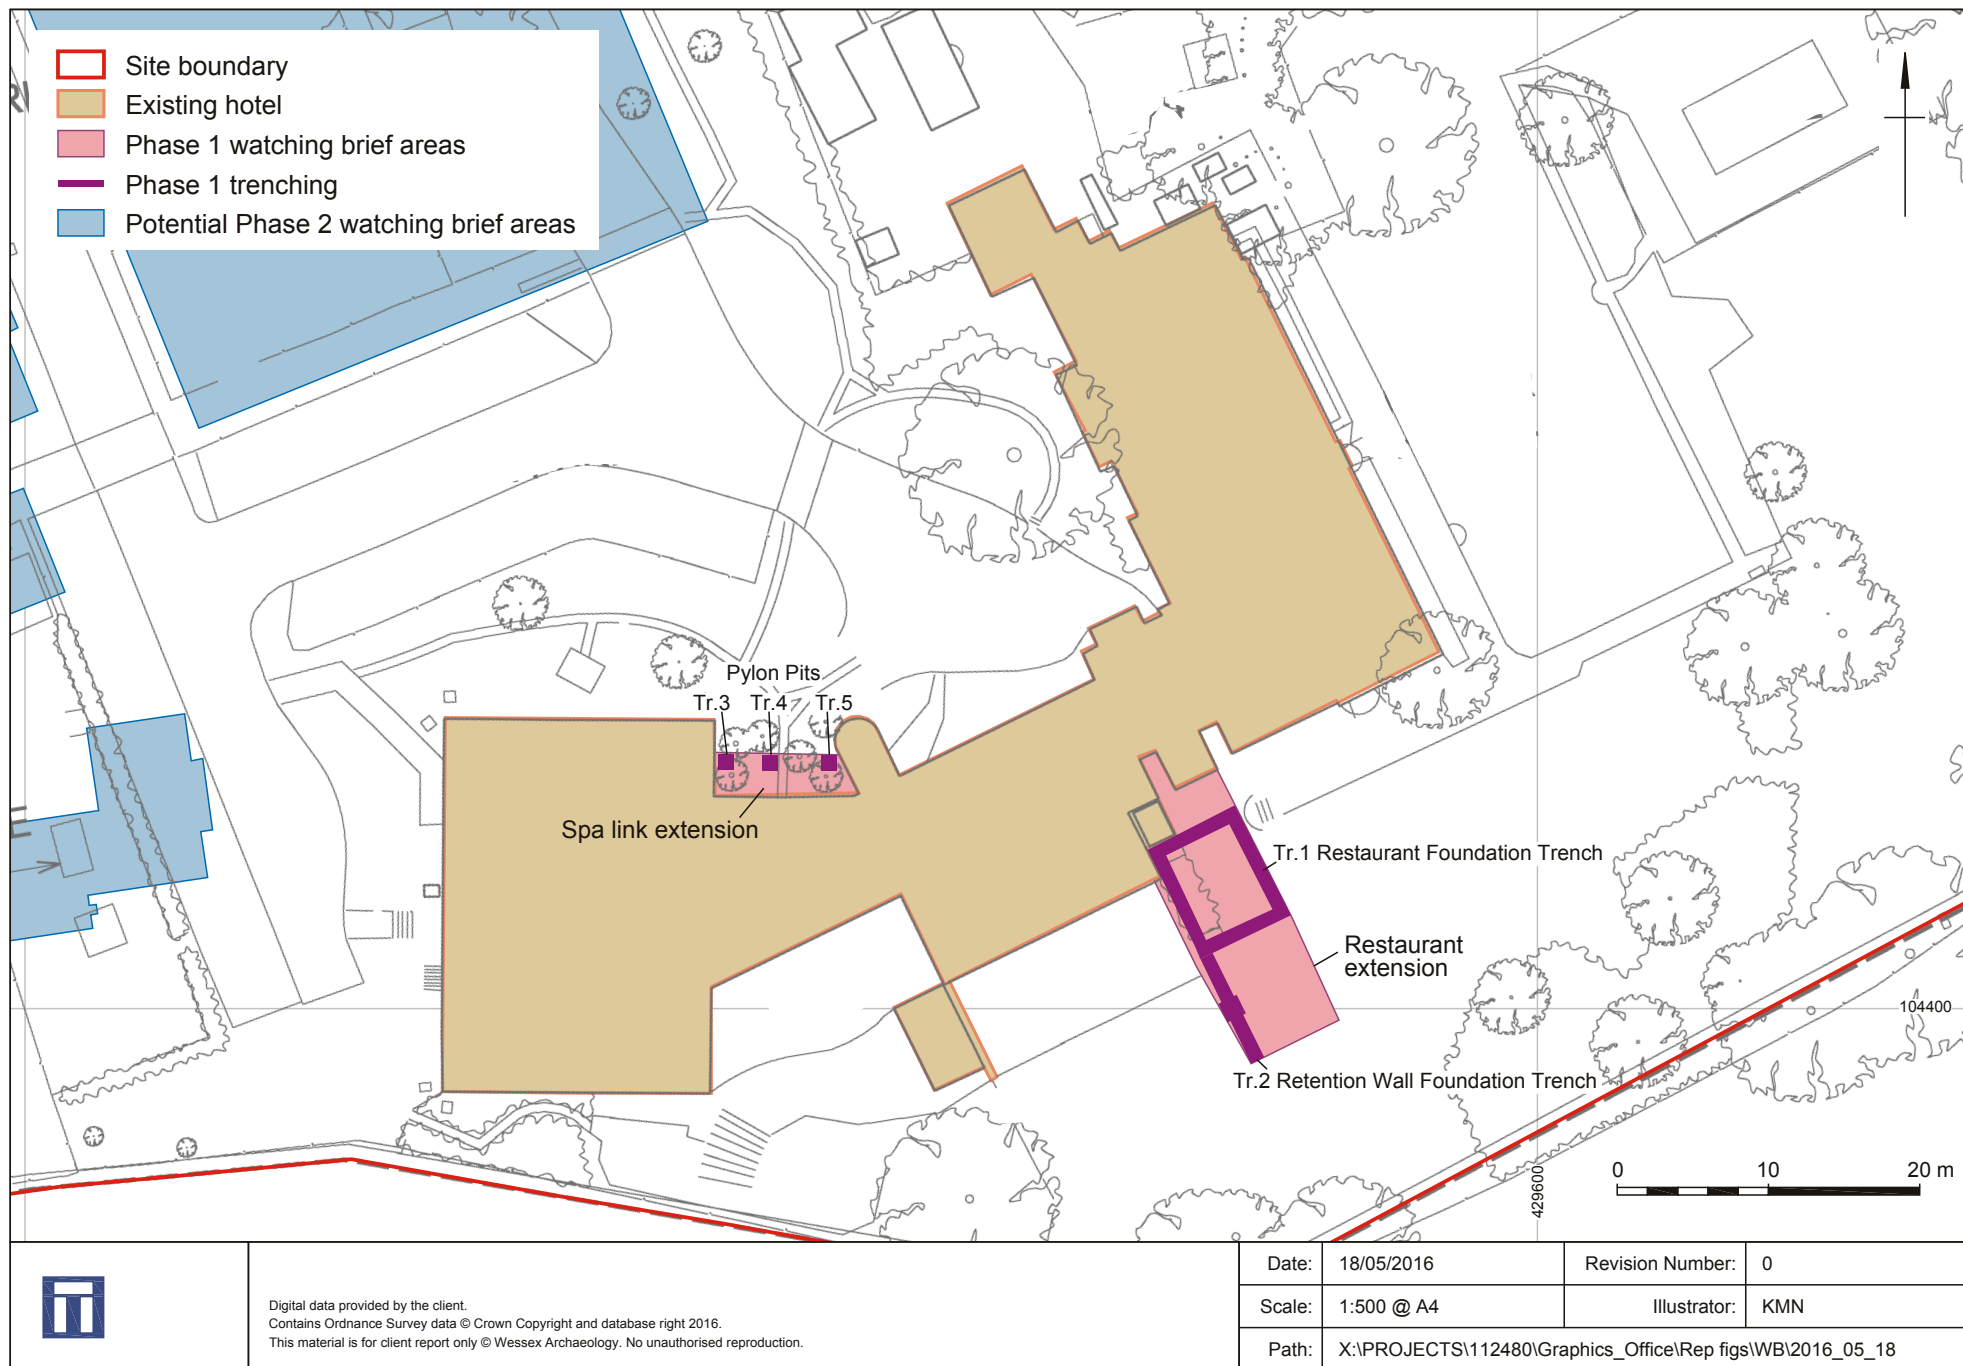 Site boundary
Existing hotel
Phase 1 watching brief areas
Phase 1 trenching
Potential Phase 2 watching brief areas
Pylon Pits
Tr.3 Tr.4 Tr.5
Spa link extension
Tr.1 Restaurant Foundation Trench
Restaurant
extension
104400
Tr.2 Retention Wall Foundation Trench
429600
0 10 20 m
Digital data provided by the client.
Contains Ordnance Survey data © Crown Copyright and database right 2016.
This material is for client report only © Wessex Archaeology. No unauthorised reproduction.
Date: 18/05/2016 Revision Number: 0
Scale: 1:500 @ A4 Illustrator: KMN
Path: X:\PROJECTS\112480\Graphics_Office\Rep figs\WB\2016_05_18